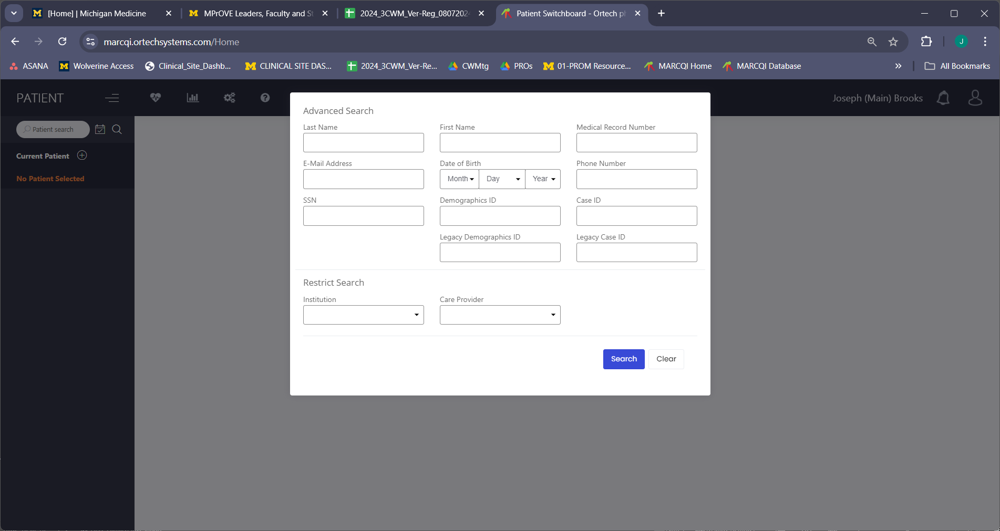 [Home] | Michigan Medicine
MPrOVE Leaders, Faculty and St
2024_3CWM_Ver-Reg_08072024
Patient Switchboard - Ortech ph
marcqi.ortechsystems.com/Home
J
ASANA
Wolverine Access
Clinical_Site_Dashb...
CLINICAL SITE DAS...
2024_3CWM_Ver-Re...
CWMtg
PROs
01-PROM Resource...
MARCQI Home
MARCQI Database
All Bookmarks
PATIENT
Joseph (Main) Brooks
Patient search
Current Patient
No Patient Selected
Advanced Search
Last Name
First Name
Medical Record Number
E-Mail Address
Date of Birth
Phone Number
Month
Day
Year
SSN
Demographics ID
Case ID
Legacy Demographics ID
Legacy Case ID
Restrict Search
Institution
Care Provider
Search
Clear